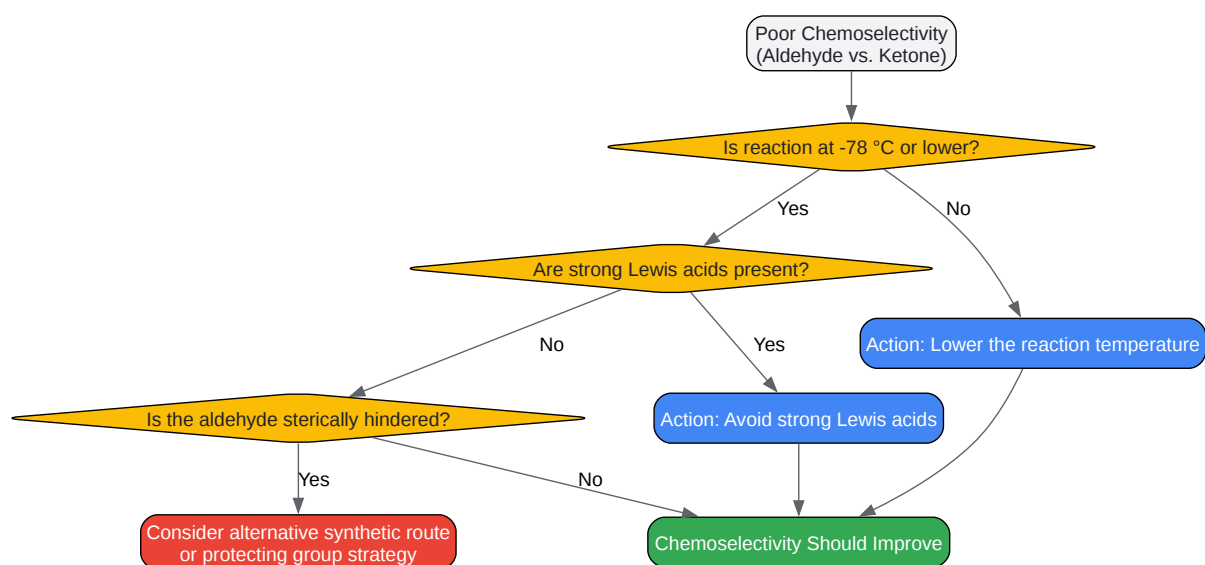 Poor Chemoselectivity
(Aldehyde vs. Ketone)
Is reaction at -78 °C or lower?
Yes
No
Are strong Lewis acids present?
No
Yes
Action: Lower the reaction temperature
Is the aldehyde sterically hindered?
Action: Avoid strong Lewis acids
Yes
No
Consider alternative synthetic route
or protecting group strategy
Chemoselectivity Should Improve